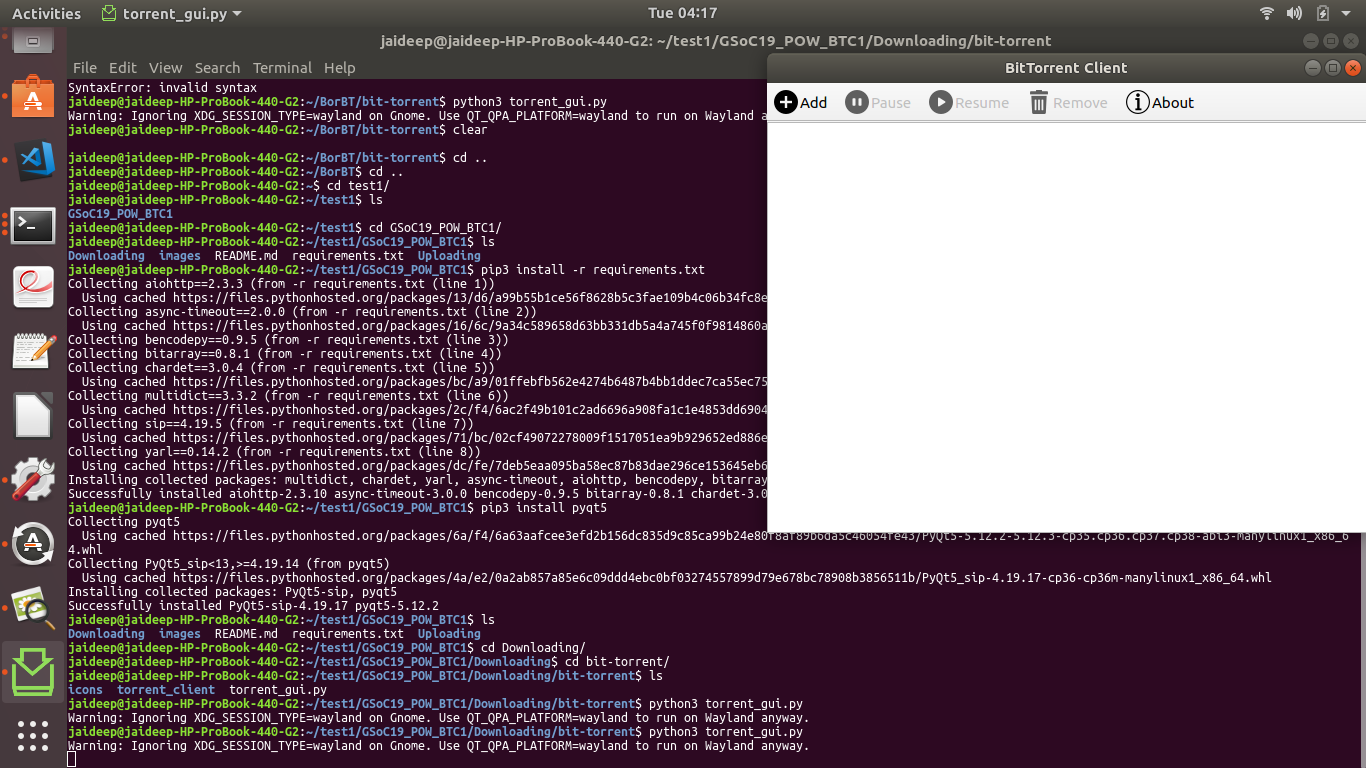 Activities torrent_gui.py Tue 04:17
jaideep@jaideep-HP-ProBook-440-G2: ~/test1/GSoC19_POW_BTC1/Downloading/bit-torrent
File Edit View Search Terminal Help
BitTorrent Client
Add Pause Resume Remove About
SyntaxError: invalid syntax
jaideep@jaideep-HP-ProBook-440-G2:~/BorBT/bit-torrent$ python3 torrent_gui.py
Warning: Ignoring XDG_SESSION_TYPE=wayland on Gnome. Use QT_QPA_PLATFORM=wayland to run on Wayland a
jaideep@jaideep-HP-ProBook-440-G2:~/BorBT/bit-torrent$ clear
jaideep@jaideep-HP-ProBook-440-G2:~/BorBT/bit-torrent$ cd ..
jaideep@jaideep-HP-ProBook-440-G2:~/BorBT$ cd ..
jaideep@jaideep-HP-ProBook-440-G2:~$ cd test1/
jaideep@jaideep-HP-ProBook-440-G2:~/test1$ ls
GSoC19_POW_BTC1
jaideep@jaideep-HP-ProBook-440-G2:~/test1$ cd GSoC19_POW_BTC1/
jaideep@jaideep-HP-ProBook-440-G2:~/test1/GSoC19_POW_BTC1$ ls
Downloading images README.md requirements.txt Uploading
jaideep@jaideep-HP-ProBook-440-G2:~/test1/GSoC19_POW_BTC1$ pip3 install -r requirements.txt
Collecting aiohttp==2.3.3 (from -r requirements.txt (line 1))
Using cached https://files.pythonhosted.org/packages/13/d6/a99b55b1ce56f8628b5c3fae109b4c06b34fc8e
Collecting async-timeout==2.0.0 (from -r requirements.txt (line 2))
Using cached https://files.pythonhosted.org/packages/16/6c/9a34c589658d63bb331db5a4a745f0f9814860a
Collecting bencodepy==0.9.5 (from -r requirements.txt (line 3))
Collecting bitarray==0.8.1 (from -r requirements.txt (line 4))
Collecting chardet==3.0.4 (from -r requirements.txt (line 5))
Using cached https://files.pythonhosted.org/packages/bc/a9/01ffebfb562e4274b6487b4bb1ddec7ca55ec75
Collecting multidict==3.3.2 (from -r requirements.txt (line 6))
Using cached https://files.pythonhosted.org/packages/2c/f4/6ac2f49b101c2ad6696a908fa1c1e4853dd6904
Collecting sip==4.19.5 (from -r requirements.txt (line 7))
Using cached https://files.pythonhosted.org/packages/71/bc/02cf49072278009f1517051ea9b929652ed886e
Collecting yarl==0.14.2 (from -r requirements.txt (line 8))
Using cached https://files.pythonhosted.org/packages/dc/fe/7deb5eaa095ba58ec87b83dae296ce153645eb6
Installing collected packages: multidict, chardet, yarl, async-timeout, aiohttp, bencodepy, bitarray
Successfully installed aiohttp-2.3.10 async-timeout-3.0.0 bencodepy-0.9.5 bitarray-0.8.1 chardet-3.0
jaideep@jaideep-HP-ProBook-440-G2:~/test1/GSoC19_POW_BTC1$ pip3 install pyqt5
Collecting pyqt5
Using cached https://files.pythonhosted.org/packages/6a/f4/6a63aafcee3efd2b156dc835d9c85ca99b24e80f8af89b6da5c46054fe43/PyQt5-5.12.2-5.12.3-cp35.cp36.cp37.cp38-abi3-manylinux1_x86_6
4.whl
Collecting PyQt5_sip<13,>=4.19.14 (from pyqt5)
Using cached https://files.pythonhosted.org/packages/4a/e2/0a2ab857a85e6c09ddd4ebc0bf03274557899d79e678bc78908b3856511b/PyQt5_sip-4.19.17-cp36-cp36m-manylinux1_x86_64.whl
Installing collected packages: PyQt5-sip, pyqt5
Successfully installed PyQt5-sip-4.19.17 pyqt5-5.12.2
jaideep@jaideep-HP-ProBook-440-G2:~/test1/GSoC19_POW_BTC1$ ls
Downloading images README.md requirements.txt Uploading
jaideep@jaideep-HP-ProBook-440-G2:~/test1/GSoC19_POW_BTC1$ cd Downloading/
jaideep@jaideep-HP-ProBook-440-G2:~/test1/GSoC19_POW_BTC1/Downloading$ cd bit-torrent/
jaideep@jaideep-HP-ProBook-440-G2:~/test1/GSoC19_POW_BTC1/Downloading/bit-torrent$ ls
icons torrent_client torrent_gui.py
jaideep@jaideep-HP-ProBook-440-G2:~/test1/GSoC19_POW_BTC1/Downloading/bit-torrent$ python3 torrent_gui.py
Warning: Ignoring XDG_SESSION_TYPE=wayland on Gnome. Use QT_QPA_PLATFORM=wayland to run on Wayland anyway.
jaideep@jaideep-HP-ProBook-440-G2:~/test1/GSoC19_POW_BTC1/Downloading/bit-torrent$ python3 torrent_gui.py
Warning: Ignoring XDG_SESSION_TYPE=wayland on Gnome. Use QT_QPA_PLATFORM=wayland to run on Wayland anyway.